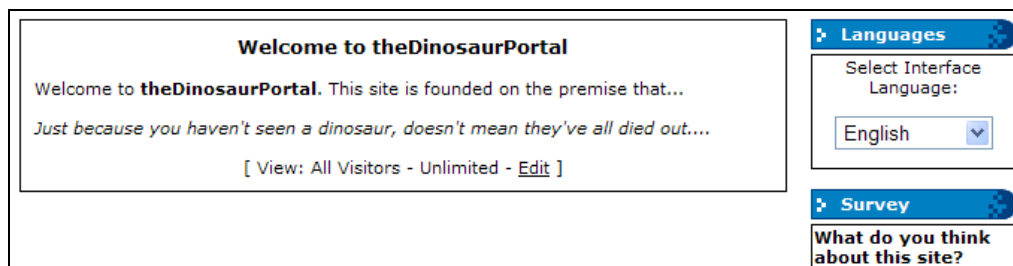 Welcome to theDinosaurPortal
Welcome to theDinosaurPortal. This site is founded on the premise that...
Just because you haven't seen a dinosaur, doesn't mean they've all died out....
[ View: All Visitors - Unlimited - Edit ]
Languages
Select Interface
Language:
English
Survey
What do you think
about this site?